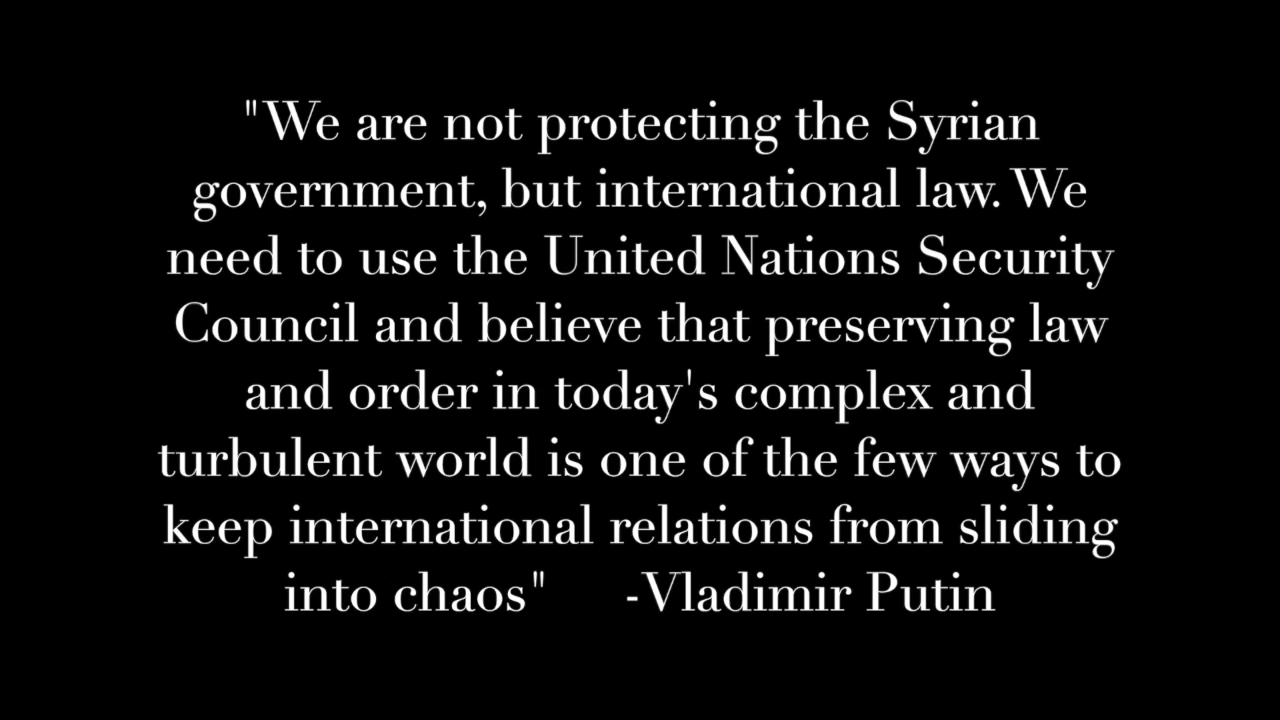 "We are not protecting the Syrian
government, but international law. We
need to use the United Nations Security
Council and believe that preserving law
and order in today's complex and
turbulent world is one of the few ways to
keep international relations from sliding
into chaos" -Vladimir Putin